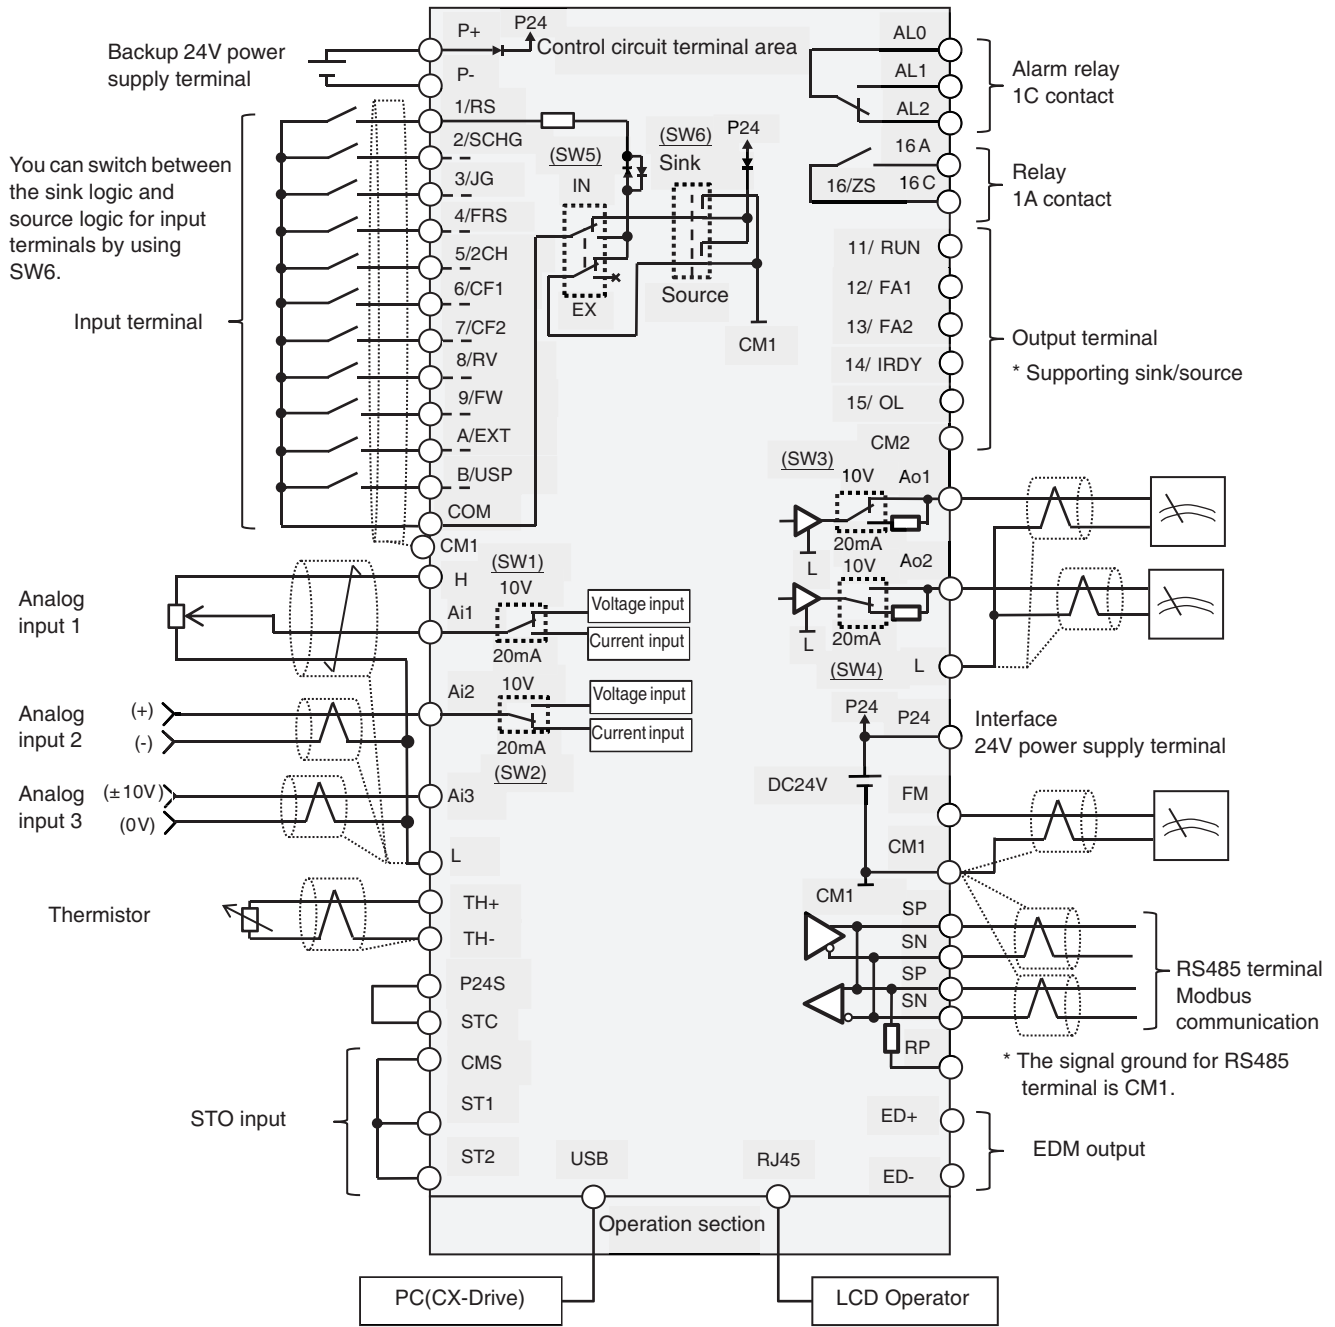 P+
P24
Control circuit terminal area
Backup 24V power
supply terminal
P-
1/RS
2/SCHG
3/JG
4/FRS
5/2CH
6/CF1
7/CF2
8/RV
9/FW
A/EXT
B/USP
COM
CM1
You can switch between
the sink logic and
source logic for input
terminals by using
SW6.
Input terminal
(SW5)
IN
EX
(SW6)
Sink
Source
P24
CM1
AL0
AL1
AL2
Alarm relay
1C contact
16A
16/ZS
16C
Relay
1A contact
11/ RUN
12/ FA1
13/ FA2
14/ IRDY
15/ OL
CM2
Output terminal
* Supporting sink/source
(SW3)
10V
Ao1
20mA
L
10V
Ao2
20mA
L
(SW4)
L
Analog
input 1
H
Ai1
(SW1)
10V
20mA
Voltage input
Current input
Analog
input 2
(+)
(-)
Ai2
10V
20mA
(SW2)
Voltage input
Current input
Analog
input 3
(±10V)
(0V)
Ai3
L
P24
P24
Interface
24V power supply terminal
DC24V
FM
CM1
CM1
Thermistor
TH+
TH-
P24S
STC
CMS
ST1
ST2
STO input
SP
SN
SP
SN
RP
RS485 terminal
Modbus
communication
* The signal ground for RS485
terminal is CM1.
ED+
ED-
EDM output
USB
RJ45
Operation section
PC(CX-Drive)
LCD Operator